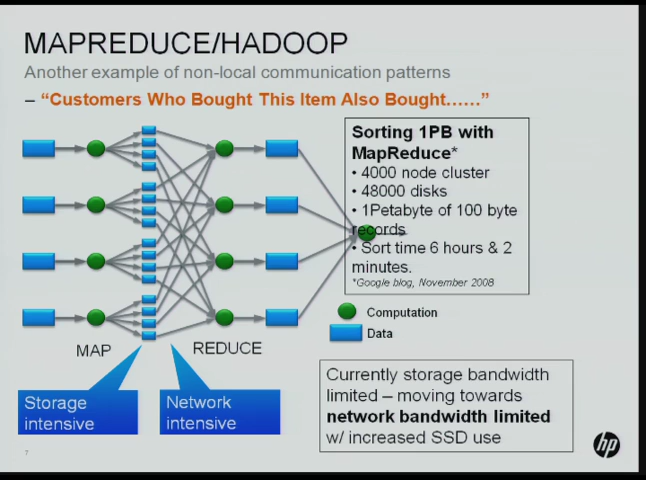 MAPREDUCE/HADOOP
Another example of non-local communication patterns
– “Customers Who Bought This Item Also Bought……”
Sorting 1PB with
MapReduce*
• 4000 node cluster
• 48000 disks
• 1Petabyte of 100 byte
records
• Sort time 6 hours & 2
minutes.
*Google blog, November 2008
Computation
Data
MAP
REDUCE
Storage
intensive
Network
intensive
Currently storage bandwidth
limited – moving towards
network bandwidth limited
w/ increased SSD use
7
hp